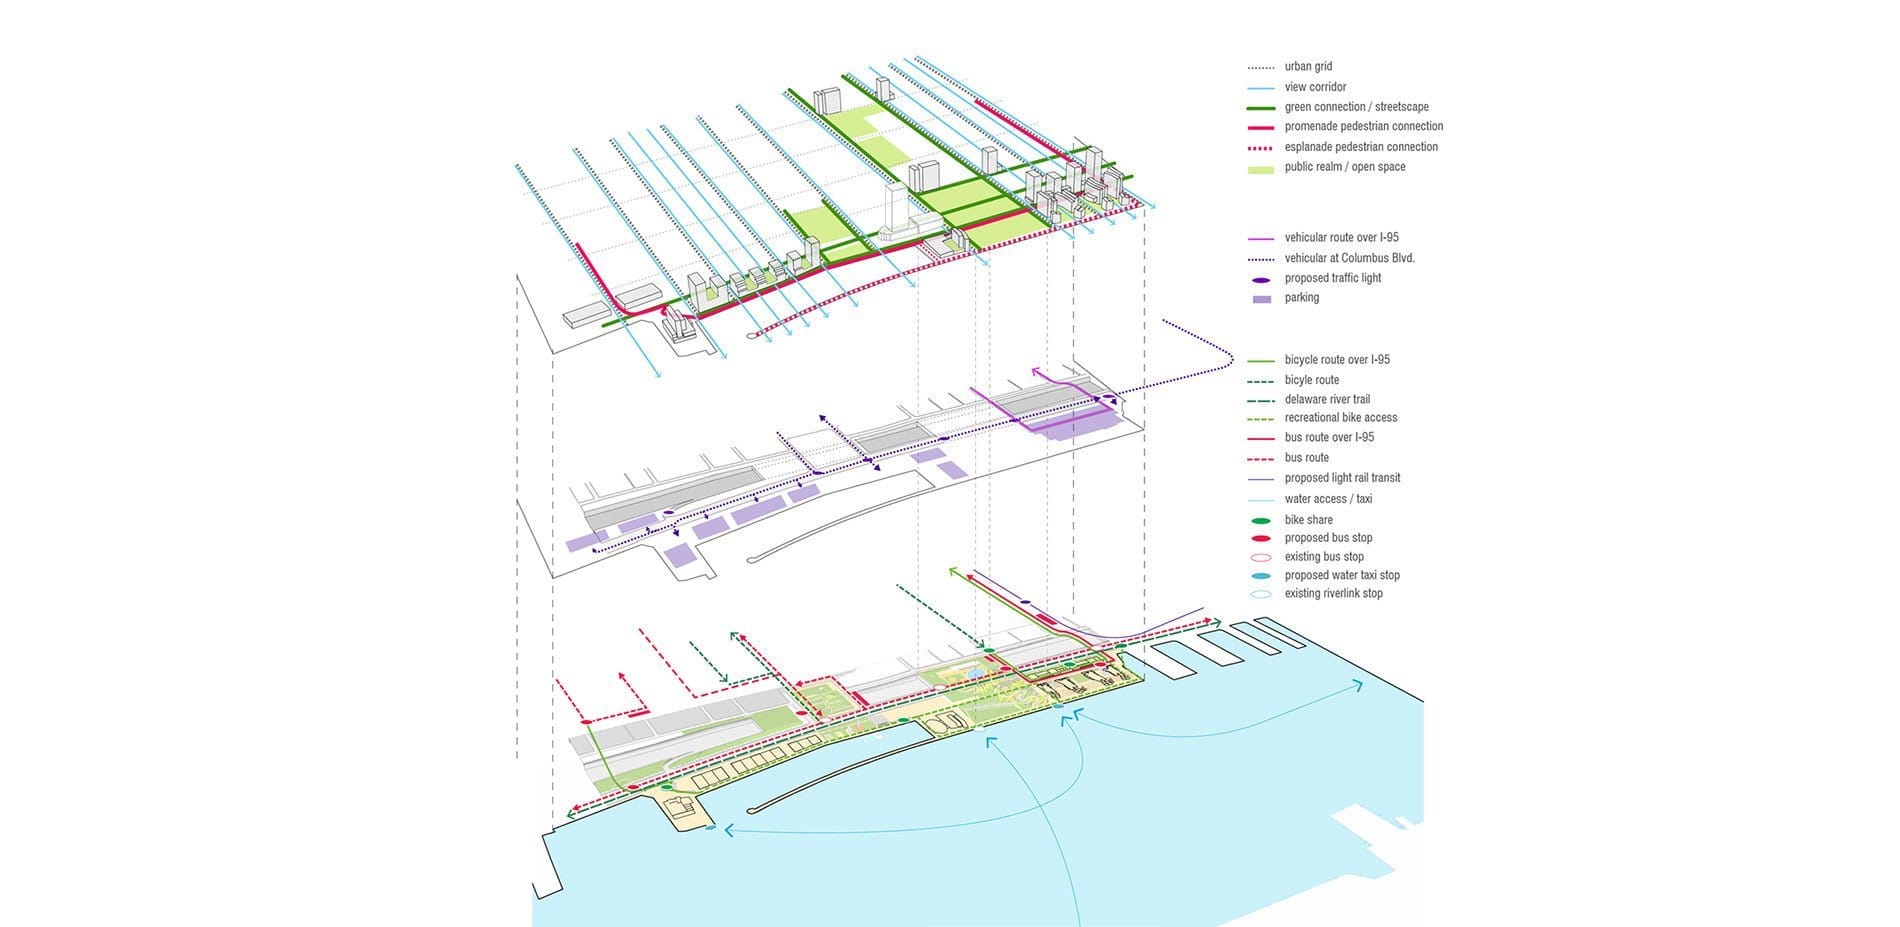 urban grid
view corridor
green connection / streetscape
promenade pedestrian connection
esplanade pedestrian connection
public realm / open space
vehicular route over I-95
vehicular at Columbus Blvd.
proposed traffic light
parking
bicycle route over I-95
bicyle route
delaware river trail
recreational bike access
bus route over I-95
bus route
proposed light rail transit
water access / taxi
bike share
proposed bus stop
existing bus stop
proposed water taxi stop
existing riverlink stop